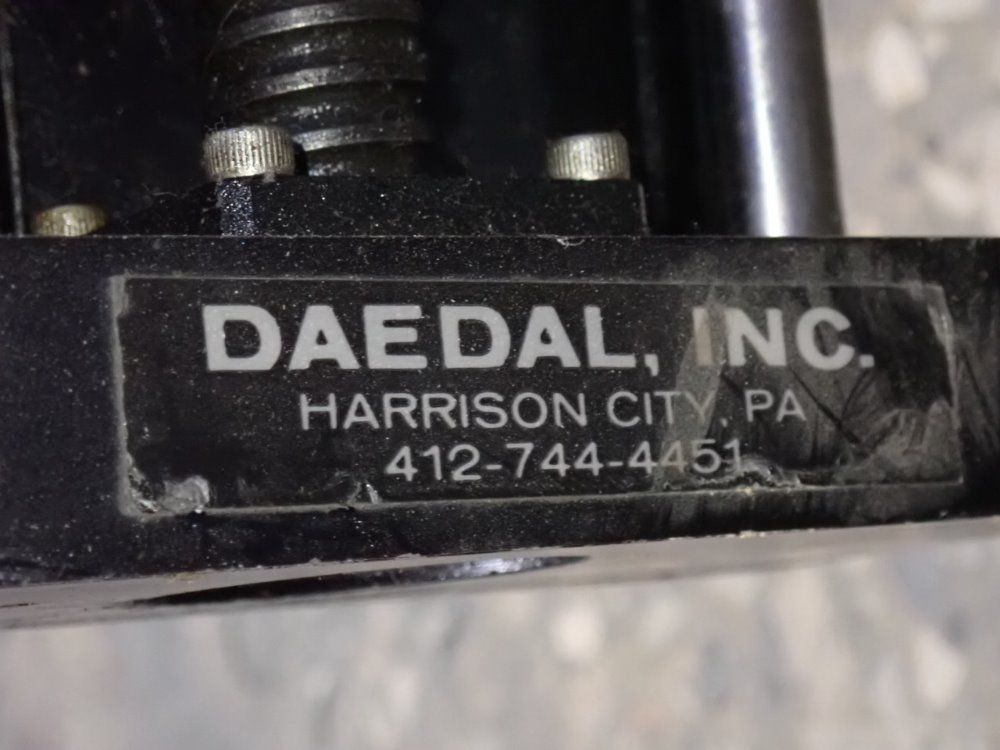 DAEDAL, INC.
HARRISON CITY, PA
412-744-4451